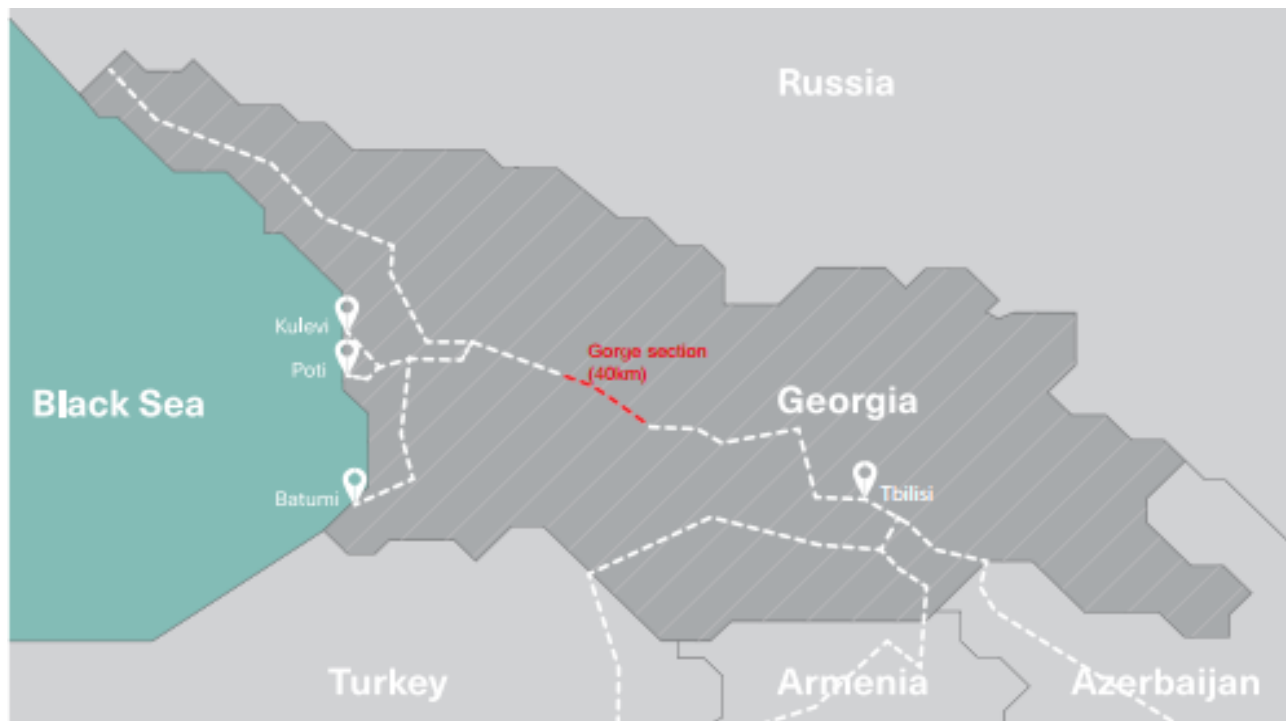 Russia
Kulevi
Poti
Gorge section
(40km)
Black Sea
Georgia
Batumi
Tbilisi
Turkey
Armenia
Azerbaijan